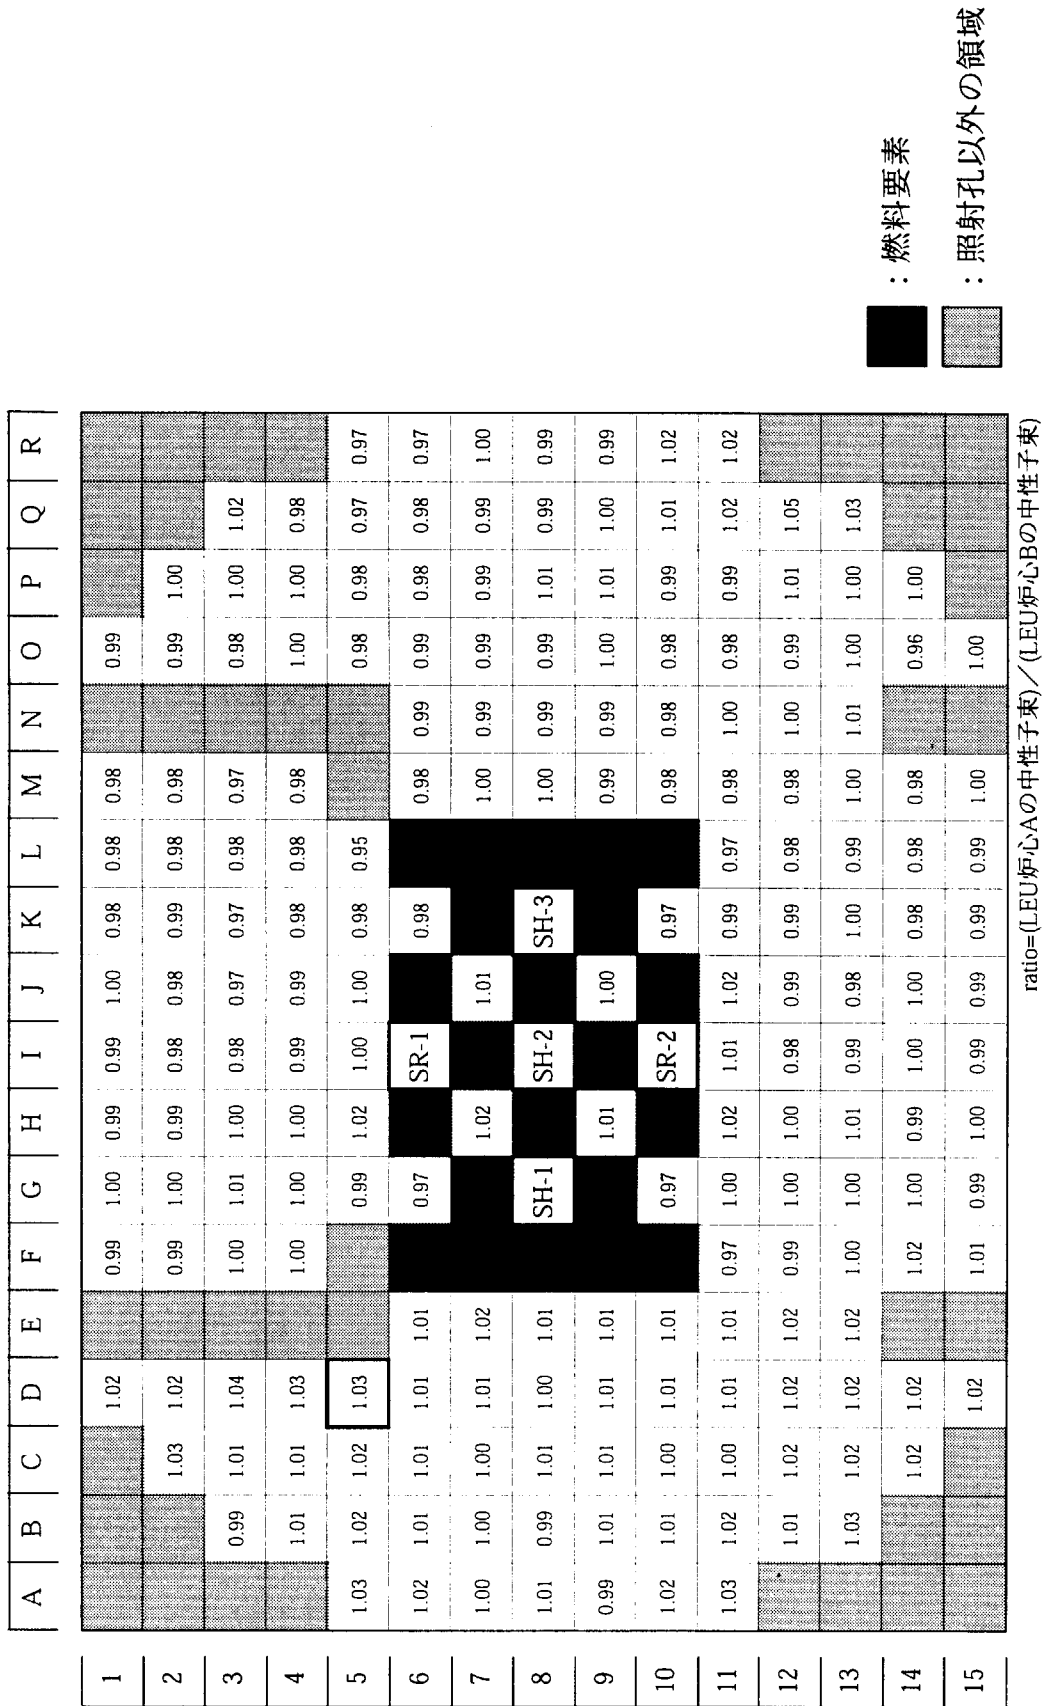 A B C D E F G H I J K L M N O P Q R
1 1.02 0.99 1.00 0.99 0.99 1.00 0.98 0.98 0.98 0.99
2 1.03 1.02 0.99 1.00 0.99 0.98 0.98 0.99 0.98 0.98 0.99 1.00
3 0.99 1.01 1.04 1.00 1.01 1.00 0.98 0.97 0.97 0.98 0.97 0.98 1.00 1.02
4 1.01 1.01 1.03 1.00 1.00 1.00 0.99 0.99 0.98 0.98 0.98 1.00 1.00 0.98
5 1.03 1.02 1.02 1.03 0.99 1.02 1.00 1.00 0.98 0.95 0.98 0.98 0.97 0.97
6 1.02 1.01 1.01 1.01 1.01 0.97 SR-1 0.98 0.98 0.99 0.99 0.98 0.98 0.97
7 1.00 1.00 1.00 1.01 1.02 1.02 1.01 1.00 0.99 0.99 0.99 0.99 1.00
8 1.01 0.99 1.01 1.00 1.01 SH-1 SH-2 SH-3 1.00 0.99 0.99 1.01 0.99 0.99
9 0.99 1.01 1.01 1.01 1.01 1.01 1.00 0.99 0.99 1.00 1.01 1.00 0.99
10 1.02 1.01 1.00 1.01 1.01 0.97 SR-2 0.97 0.98 0.98 0.98 0.99 1.01 1.02
11 1.03 1.02 1.00 1.01 1.01 0.97 1.00 1.02 1.01 1.02 0.99 0.97 0.98 1.00 0.98 0.99 1.02 1.02
12 1.01 1.02 1.02 1.02 0.99 1.00 1.00 0.98 0.99 0.99 0.98 0.98 1.00 0.99 1.01 1.05
13 1.03 1.02 1.02 1.02 1.00 1.00 1.01 0.99 0.98 1.00 0.99 1.00 1.01 1.00 1.00 1.03
14 1.02 1.02 1.02 1.00 0.99 1.00 1.00 0.98 0.98 0.98 0.96 1.00
15 1.02 1.01 0.99 1.00 0.99 0.99 0.99 0.99 1.00 1.00
ratio=(LEU炉心Aの中性子束)／(LEU炉心Bの中性子束)
：燃料要素
：照射孔以外の領域